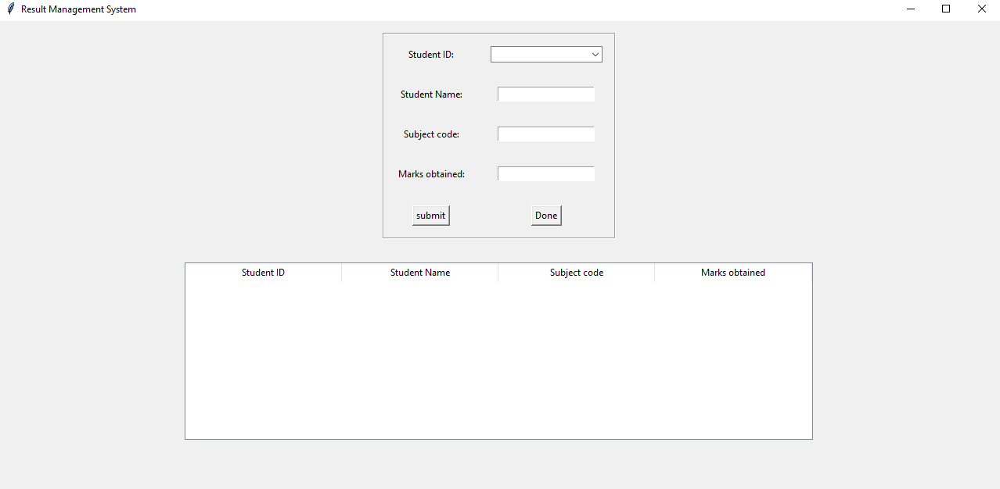 Result Management System
Student ID:
Student Name:
Subject code:
Marks obtained:
submit Done
Student ID Student Name Subject code Marks obtained